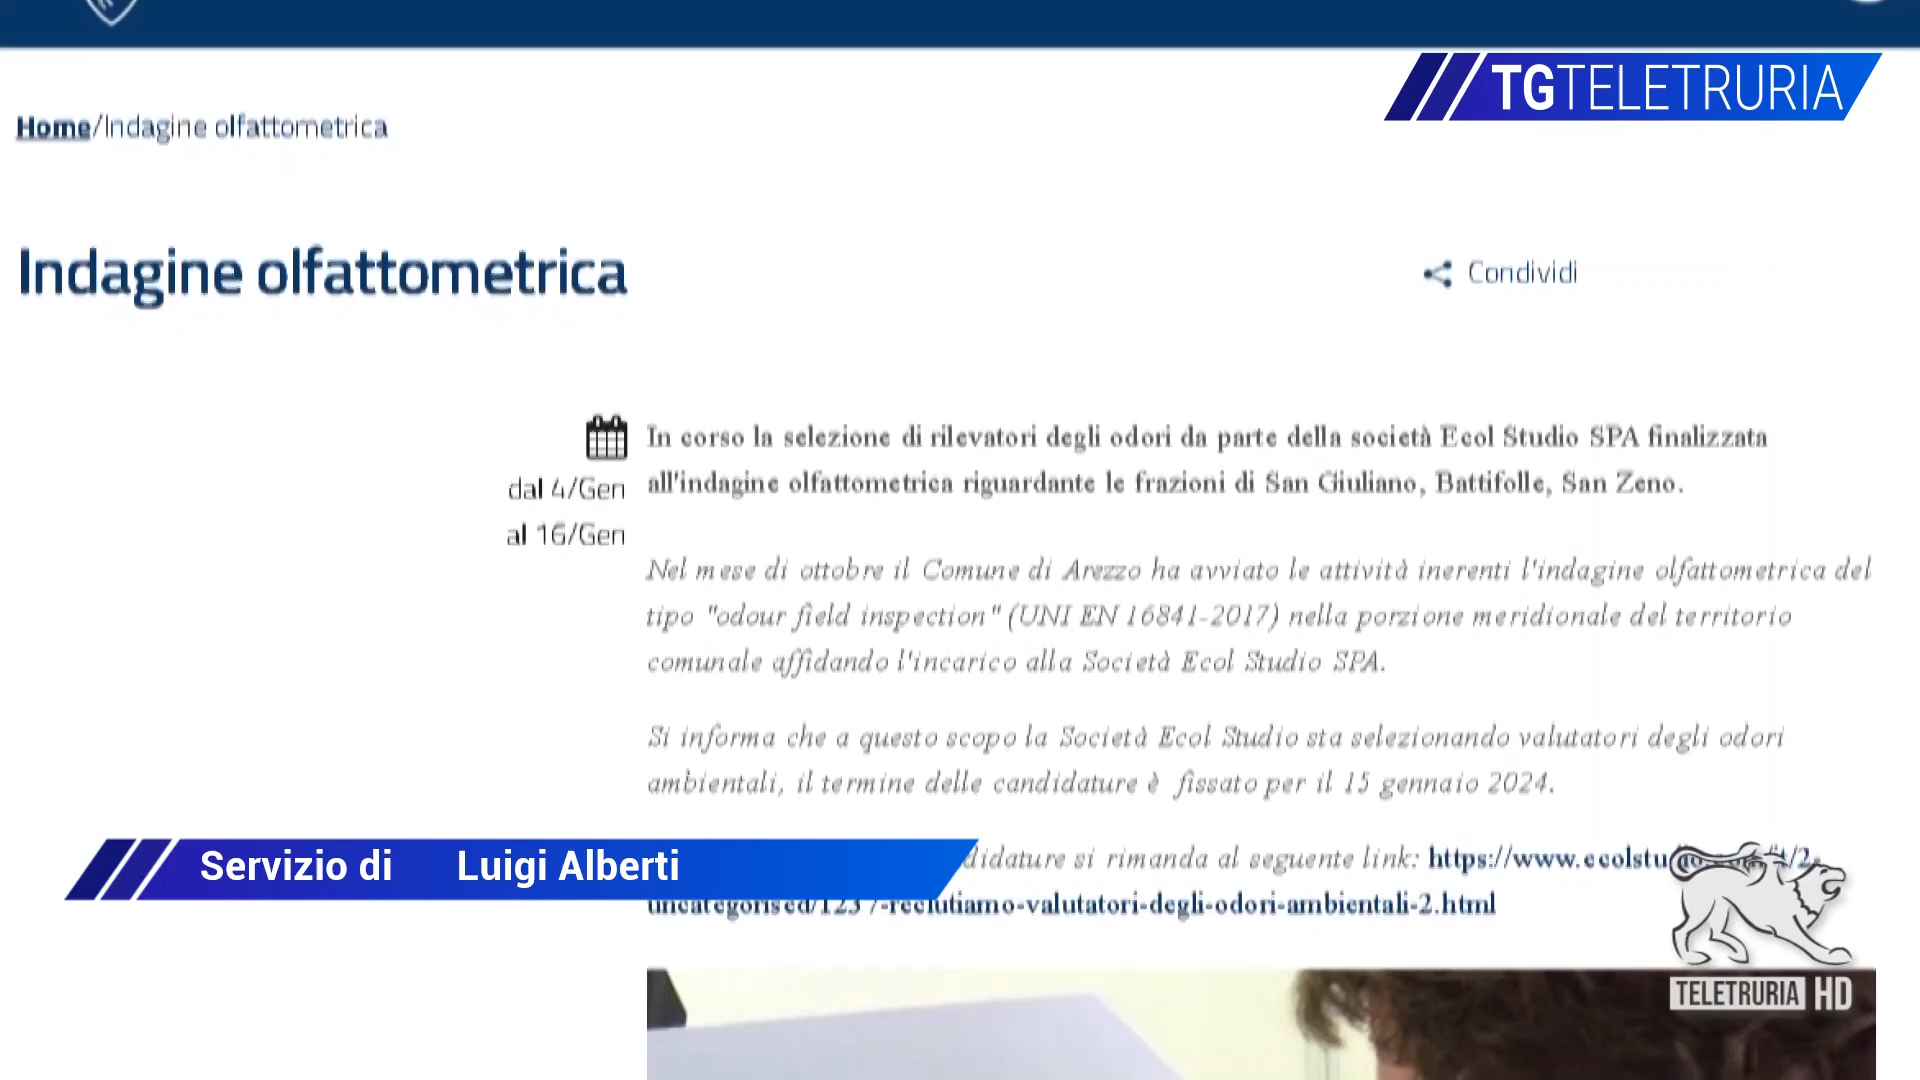 TGTELETRURIA
Home/Indagine olfattometrica
Indagine olfattometrica
Condividi
dal 4/Gen
al 16/Gen
In corso la selezione di rilevatori degli odori da parte della società Ecol Studio SPA finalizzata
all'indagine olfattometrica riguardante le frazioni di San Giuliano, Battifolle, San Zeno.
Nel mese di ottobre il Comune di Arezzo ha avviato le attività inerenti l'indagine olfattometrica del
tipo "odour field inspection" (UNI EN 16841-2017) nella porzione meridionale del territorio
comunale affidando l'incarico alla Società Ecol Studio SPA.
Si informa che a questo scopo la Società Ecol Studio sta selezionando valutatori degli odori
ambientali, il termine delle candidature è fissato per il 15 gennaio 2024.
didature si rimanda al seguente link: https://www.ecolstu
-reclutiamo-valutatori-degli-odori-ambientali-2.html
Servizio di Luigi Alberti
TELETRURIA HD